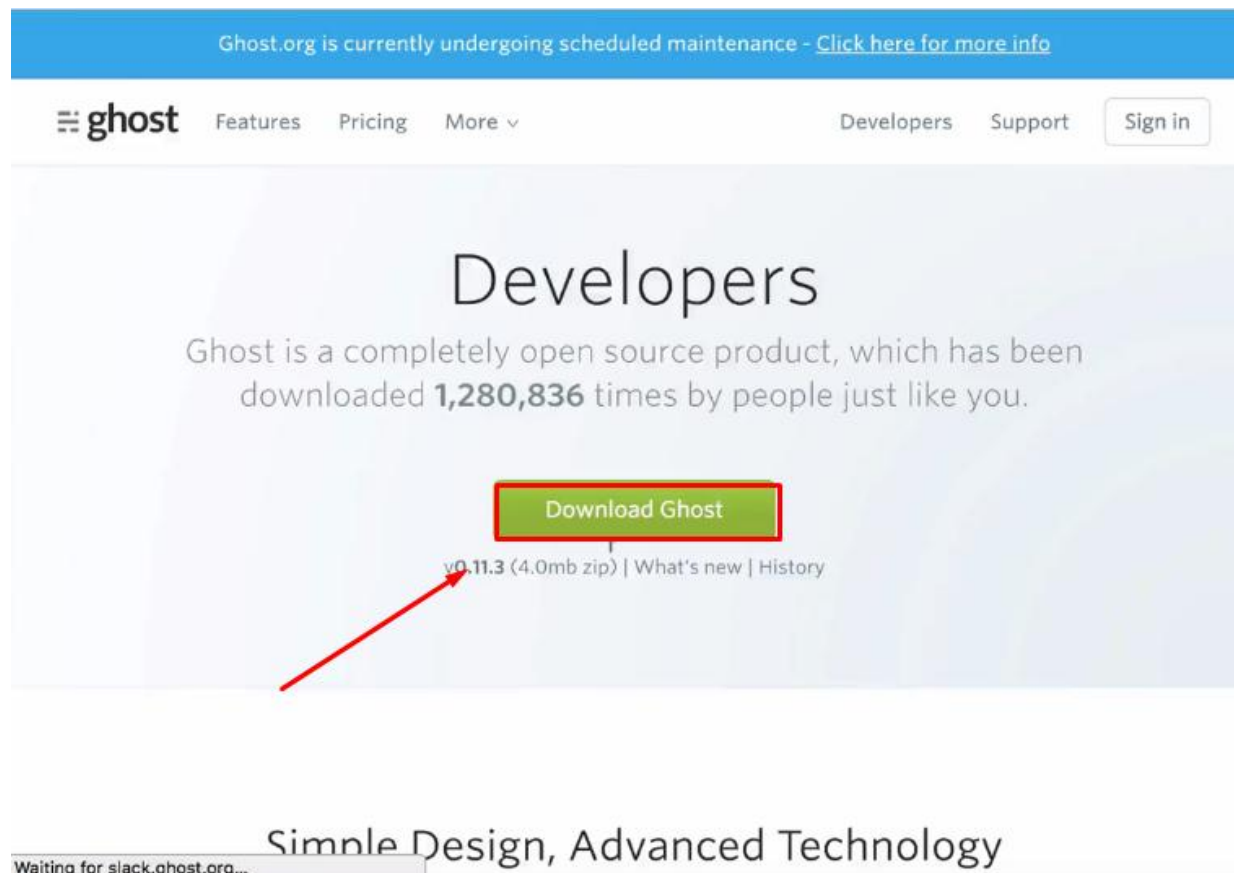 Ghost.org is currently undergoing scheduled maintenance - Click here for more info
ghost Features Pricing More Developers Support Sign in
Developers
Ghost is a completely open source product, which has been
downloaded 1,280,836 times by people just like you.
Download Ghost
v0.11.3 (4.0mb zip) | What's new | History
Simple Design, Advanced Technology
Waiting for slack.ghost.org...